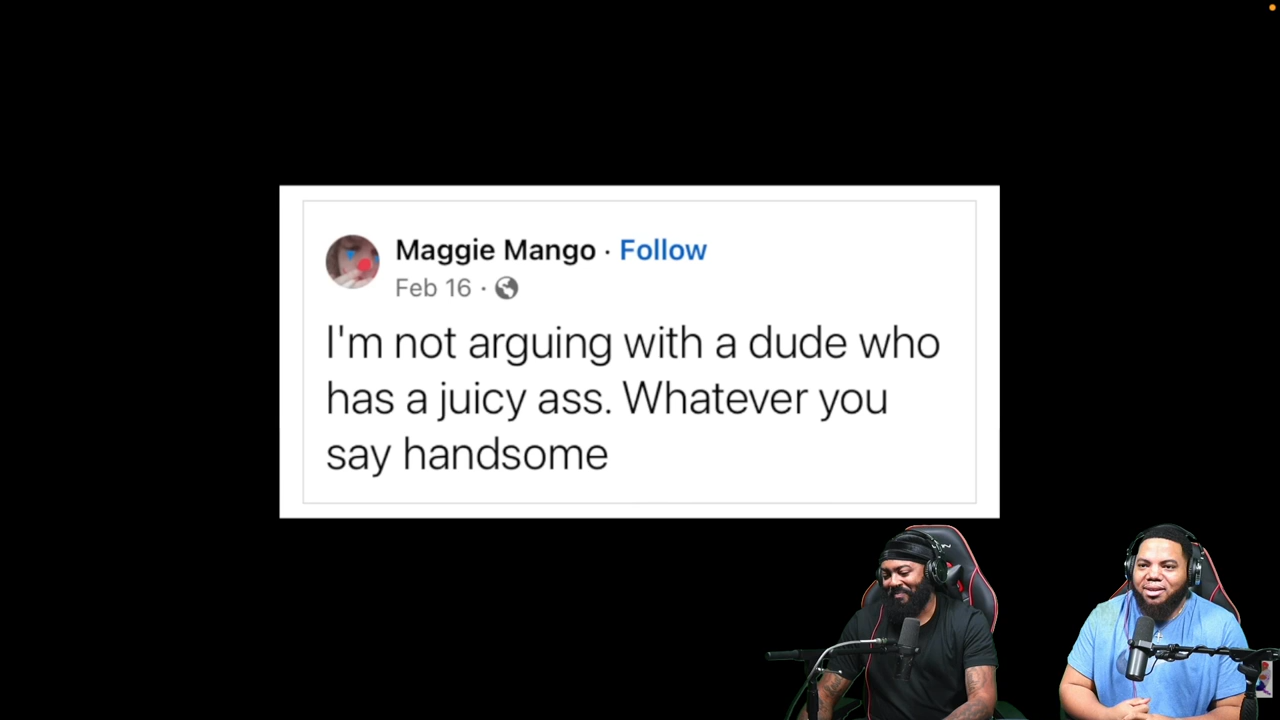 Maggie Mango · Follow
Feb 16 ·
I'm not arguing with a dude who
has a juicy ass. Whatever you
say handsome